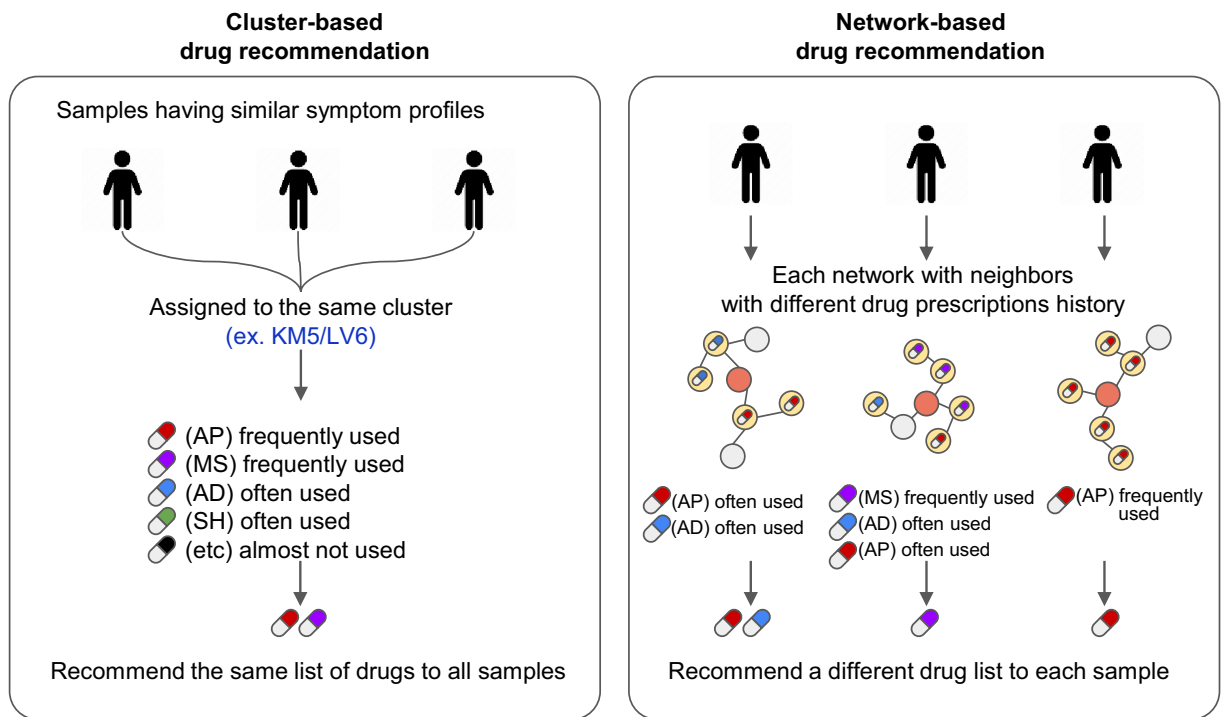 Cluster-based
drug recommendation
Samples having similar symptom profiles
Assigned to the same cluster
(ex. KM5/LV6)
(AP) frequently used
(MS) frequently used
(AD) often used
(SH) often used
(etc) almost not used
Recommend the same list of drugs to all samples
Network-based
drug recommendation
Each network with neighbors
with different drug prescriptions history
(AP) often used
(AD) often used
(MS) frequently used
(AD) often used
(AP) often used
(AP) frequently
used
Recommend a different drug list to each sample